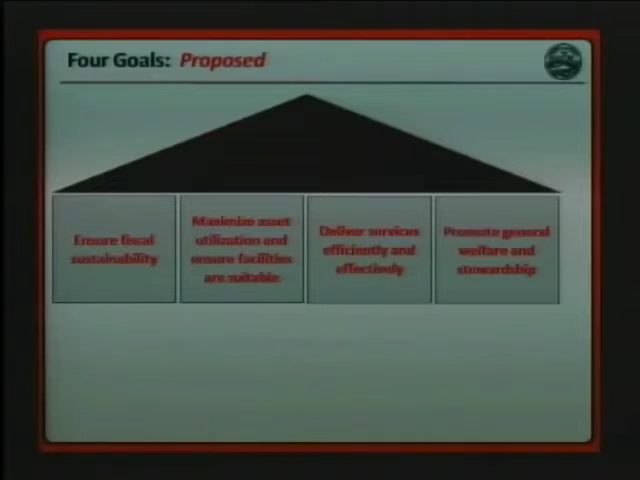 Four Goals: Proposed
Ensure fiscal
sustainability
Maximize asset
utilization and
ensure facilities
are suitable
Deliver services
efficiently and
effectively
Promote general
welfare and
stewardship